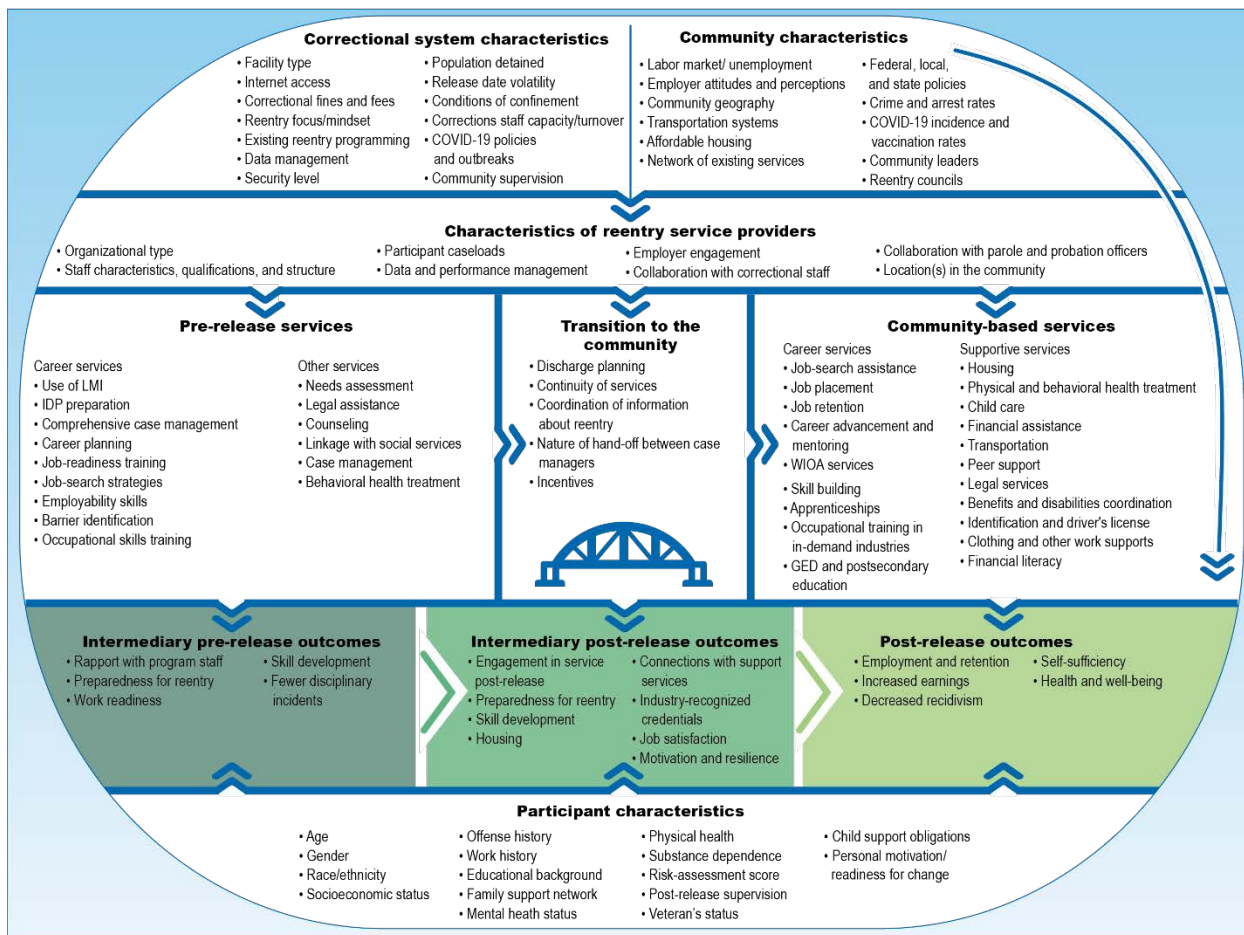 Correctional system characteristics
• Facility type
• Internet access
• Correctional fines and fees
• Reentry focus/mindset
• Existing reentry programming
• Data management
• Security level
• Population detained
• Release date volatility
• Conditions of confinement
• Corrections staff capacity/turnover
• COVID-19 policies
and outbreaks
• Community supervision
Community characteristics
• Labor market/ unemployment
• Employer attitudes and perceptions
• Community geography
• Transportation systems
• Affordable housing
• Network of existing services
• Federal, local,
and state policies
• Crime and arrest rates
• COVID-19 incidence and
vaccination rates
• Community leaders
• Reentry councils
Characteristics of reentry service providers
• Organizational type
• Staff characteristics, qualifications, and structure
• Participant caseloads
• Data and performance management
• Employer engagement
• Collaboration with correctional staff
• Collaboration with parole and probation officers
• Location(s) in the community
Pre-release services
Career services
• Use of LMI
• IDP preparation
• Comprehensive case management
• Career planning
• Job-readiness training
• Job-search strategies
• Employability skills
• Barrier identification
• Occupational skills training
Other services
• Needs assessment
• Legal assistance
• Counseling
• Linkage with social services
• Case management
• Behavioral health treatment
Transition to the
community
• Discharge planning
• Continuity of services
• Coordination of information
about reentry
• Nature of hand-off between case
managers
• Incentives
Community-based services
Career services
• Job-search assistance
• Job placement
• Job retention
• Career advancement and
mentoring
• WIOA services
• Skill building
• Apprenticeships
• Occupational training in
in-demand industries
• GED and postsecondary
education
Supportive services
• Housing
• Physical and behavioral health treatment
• Child care
• Financial assistance
• Transportation
• Peer support
• Legal services
• Benefits and disabilities coordination
• Identification and driver's license
• Clothing and other work supports
• Financial literacy
Intermediary pre-release outcomes
• Rapport with program staff
• Preparedness for reentry
• Work readiness
• Skill development
• Fewer disciplinary
incidents
Intermediary post-release outcomes
• Engagement in service
post-release
• Preparedness for reentry
• Skill development
• Housing
• Connections with support
services
• Industry-recognized
credentials
• Job satisfaction
• Motivation and resilience
Post-release outcomes
• Employment and retention
• Increased earnings
• Decreased recidivism
• Self-sufficiency
• Health and well-being
Participant characteristics
• Age
• Gender
• Race/ethnicity
• Socioeconomic status
• Offense history
• Work history
• Educational background
• Family support network
• Mental heath status
• Physical health
• Substance dependence
• Risk-assessment score
• Post-release supervision
• Veteran's status
• Child support obligations
• Personal motivation/
readiness for change